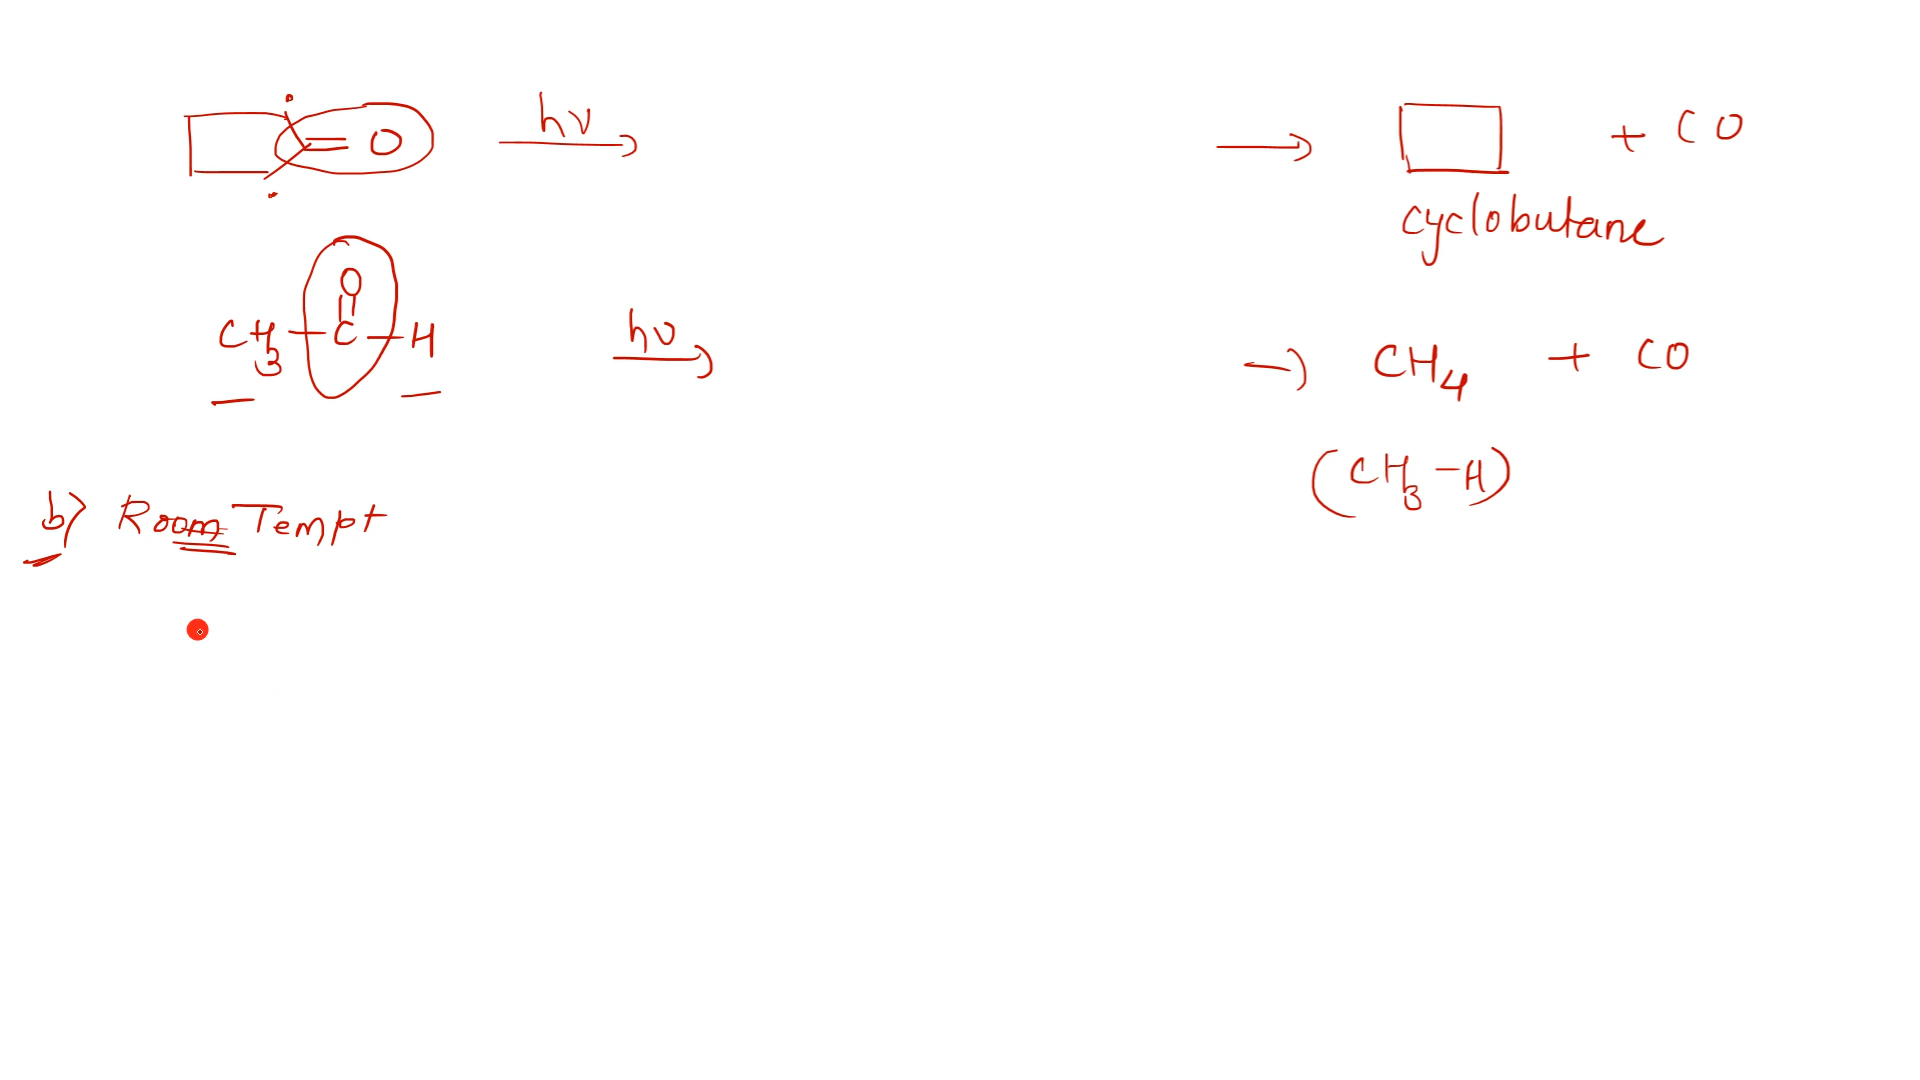 =O hν → → + CO
cyclobutane
O
||
CH₃ - C - H hν → → CH₄ + CO
(CH₃ - H)
b) Room Tempt